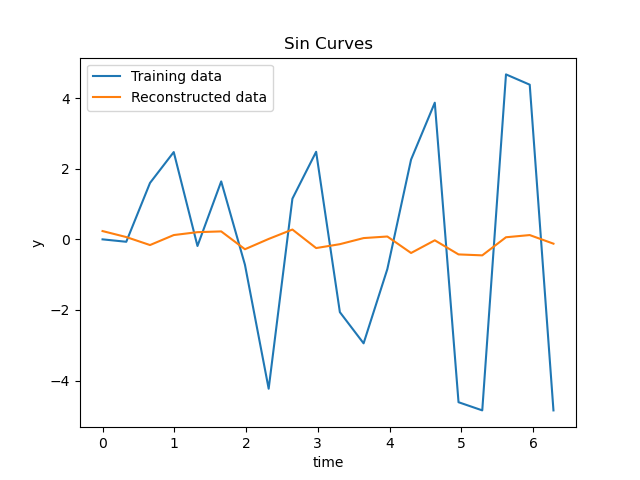 Sin Curves
Training data
Reconstructed data
y
4
2
0
−2
−4
0 1 2 3 4 5 6
time